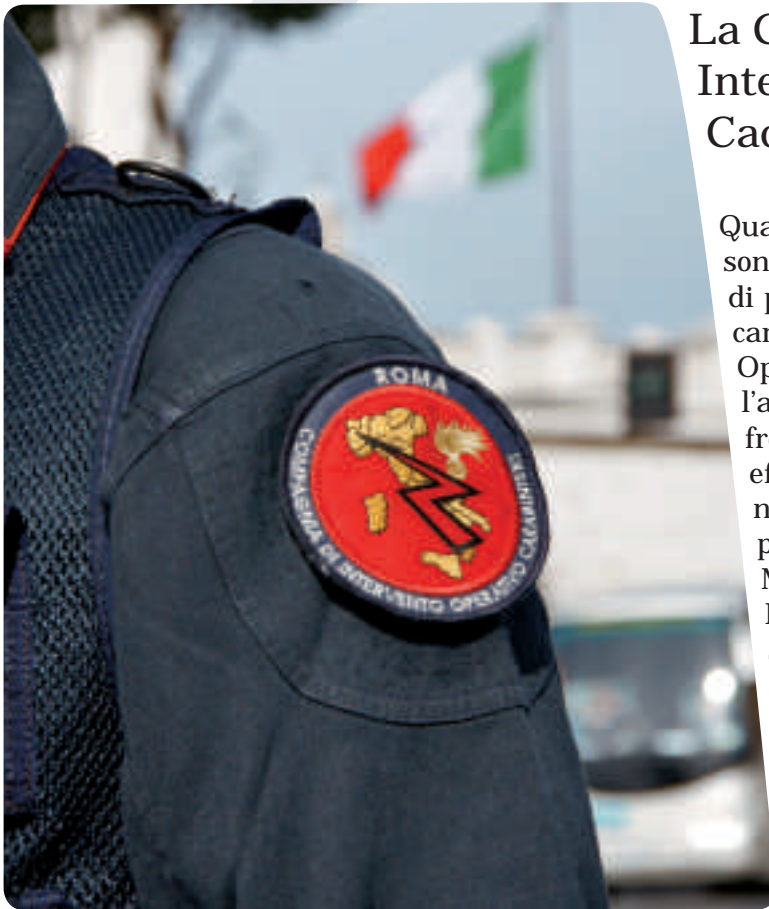 ROMA
COMPAGNIA DI INTERVENTO OPERATIVO CARABINIERI
La C
Inte
Cac
Qua
son
di p
car
Op
l'a
fr
ef
n
p